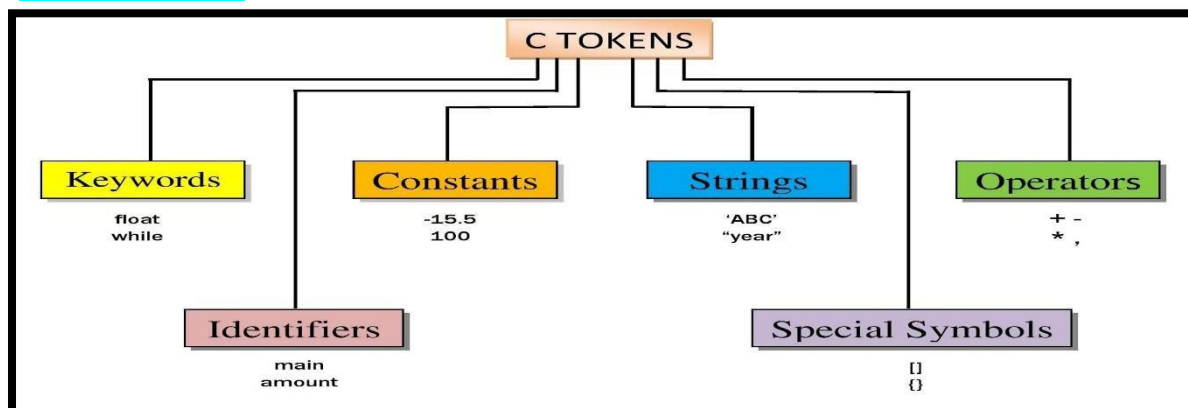 C TOKENS
Keywords
float
while
Constants
-15.5
100
Strings
‘ABC’
“year”
Operators
+ -
* ,
Identifiers
main
amount
Special Symbols
[]
{}